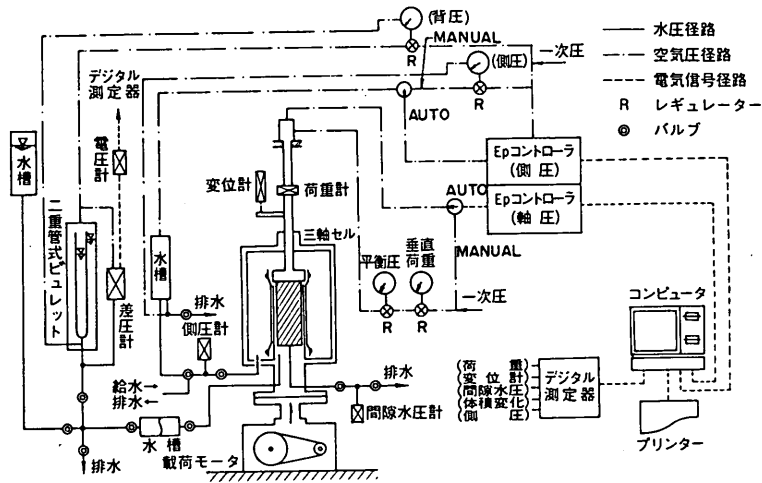 (背圧)
MANUAL
R
一次圧
デジタル
測定器
(側圧)
AUTO
R
水圧径路
空気圧径路
電気信号径路
R レギュレーター
バルブ
電圧計
水槽
二重管式ビュレット
差圧計
変位計
荷重計
三軸セル
Epコントローラ
(側圧)
AUTO
Epコントローラ
(軸圧)
MANUAL
水槽
排水
側圧計
平衡圧
垂直
荷重
一次圧
R
R
コンピュータ
給水
排水
排水
間隙水圧計
(荷重)
(変位計)
(間隙水圧)
(体積変化)
(側圧)
デジタル
測定器
プリンター
水槽
排水
載荷モータ